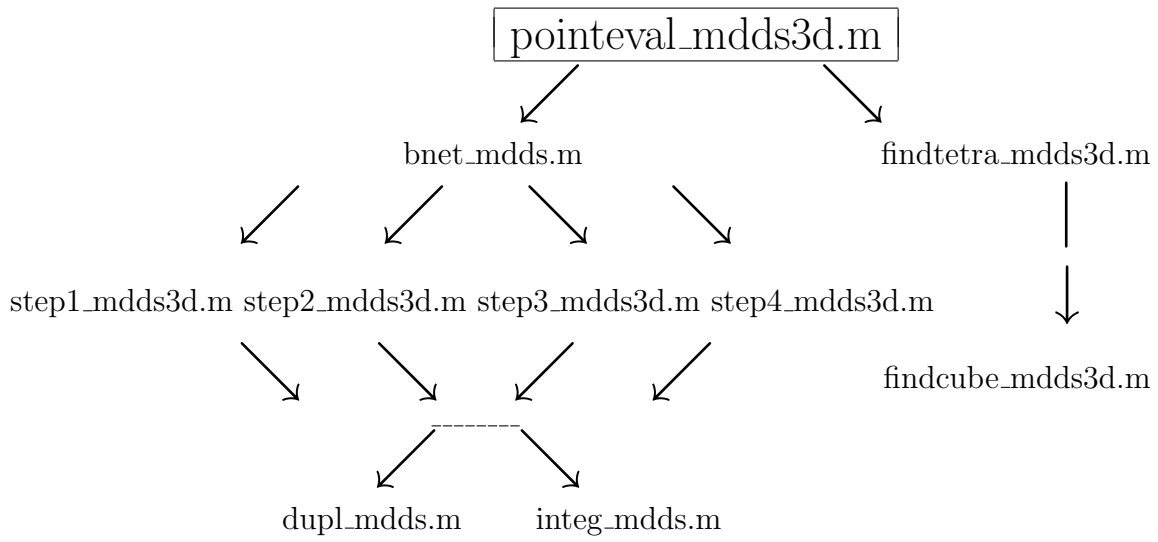 pointeval_mdds3d.m
bnet_mdds.m findtetra_mdds3d.m
step1_mdds3d.m step2_mdds3d.m step3_mdds3d.m step4_mdds3d.m
findcube_mdds3d.m
dupl_mdds.m integ_mdds.m